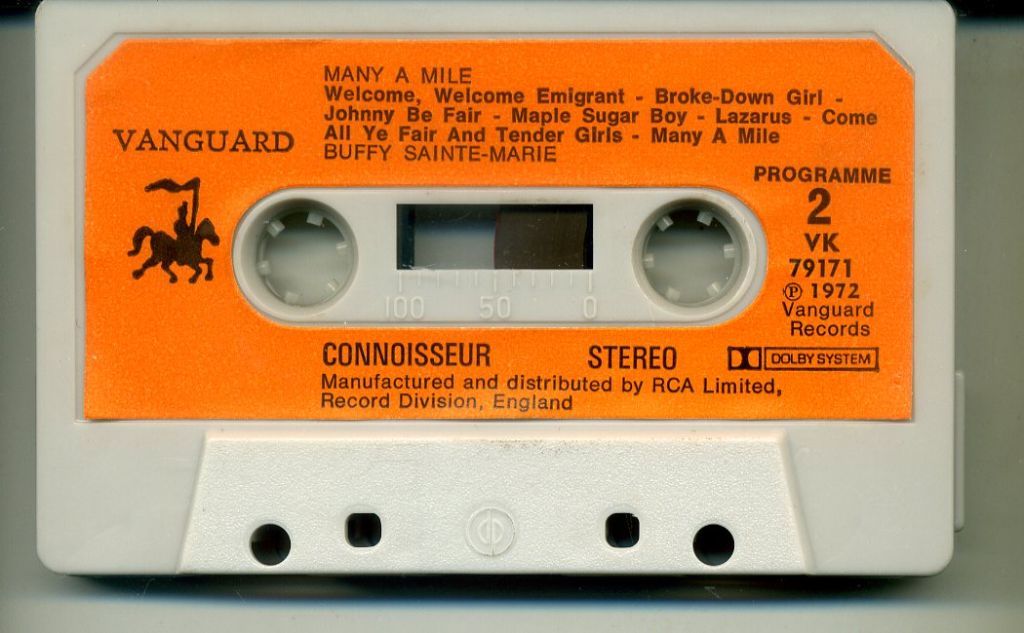 MANY A MILE
Welcome, Welcome Emigrant - Broke-Down Girl -
Johnny Be Fair - Maple Sugar Boy - Lazarus - Come
All Ye Fair And Tender Girls - Many A Mile
BUFFY SAINTE-MARIE
VANGUARD
PROGRAMME
2
VK
79171
℗ 1972
Vanguard
Records
100 50 0
CONNOISSEUR STEREO DOLBY SYSTEM
Manufactured and distributed by RCA Limited,
Record Division, England